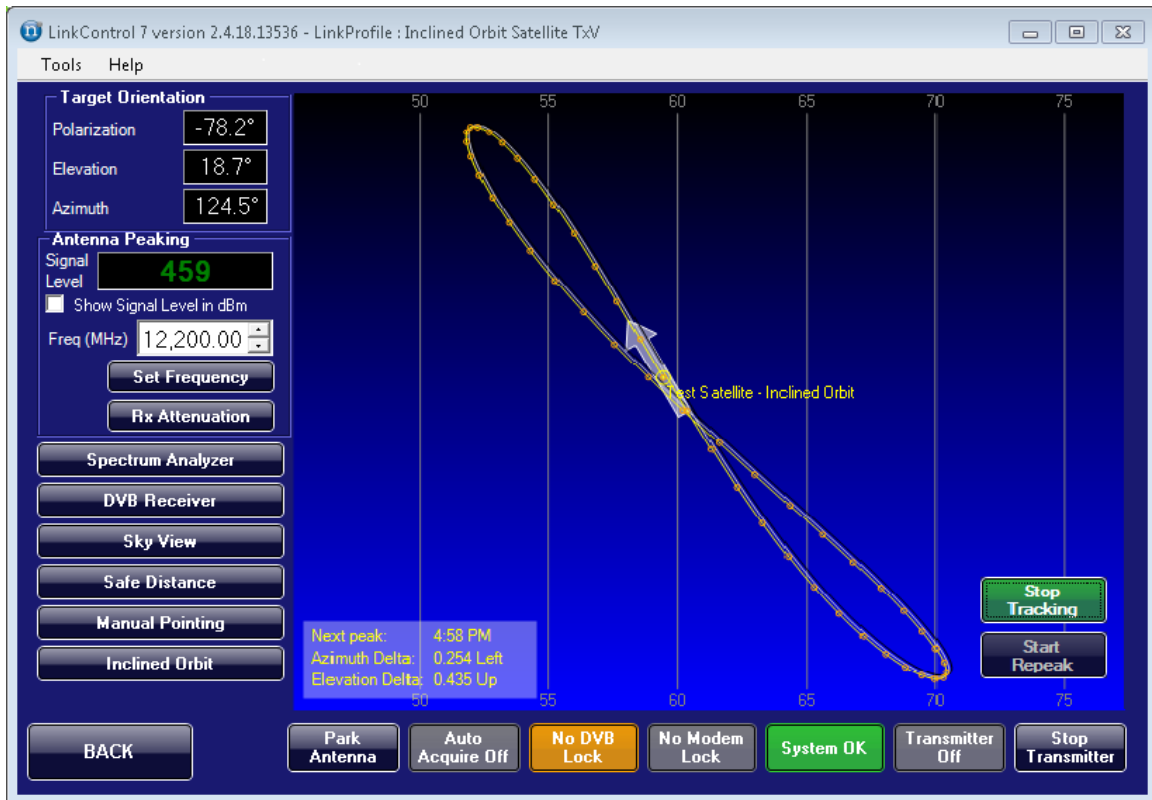 LinkControl 7 version 2.4.18.13536 - LinkProfile : Inclined Orbit Satellite TxV
Tools Help
Target Orientation
Polarization -78.2°
Elevation 18.7°
Azimuth 124.5°
Antenna Peaking
Signal
Level 459
Show Signal Level in dBm
Freq (MHz) 12,200.00
Set Frequency
Rx Attenuation
Spectrum Analyzer
DVB Receiver
Sky View
Safe Distance
Manual Pointing
Inclined Orbit
50 55 60 65 70 75
Test Satellite - Inclined Orbit
Next peak: 4:58 PM
Azimuth Delta: 0.254 Left
Elevation Delta: 0.435 Up
50 55 60 65 70 75
Stop
Tracking
Start
Repeak
BACK
Park
Antenna
Auto
Acquire Off
No DVB
Lock
No Modem
Lock
System OK
Transmitter
Off
Stop
Transmitter